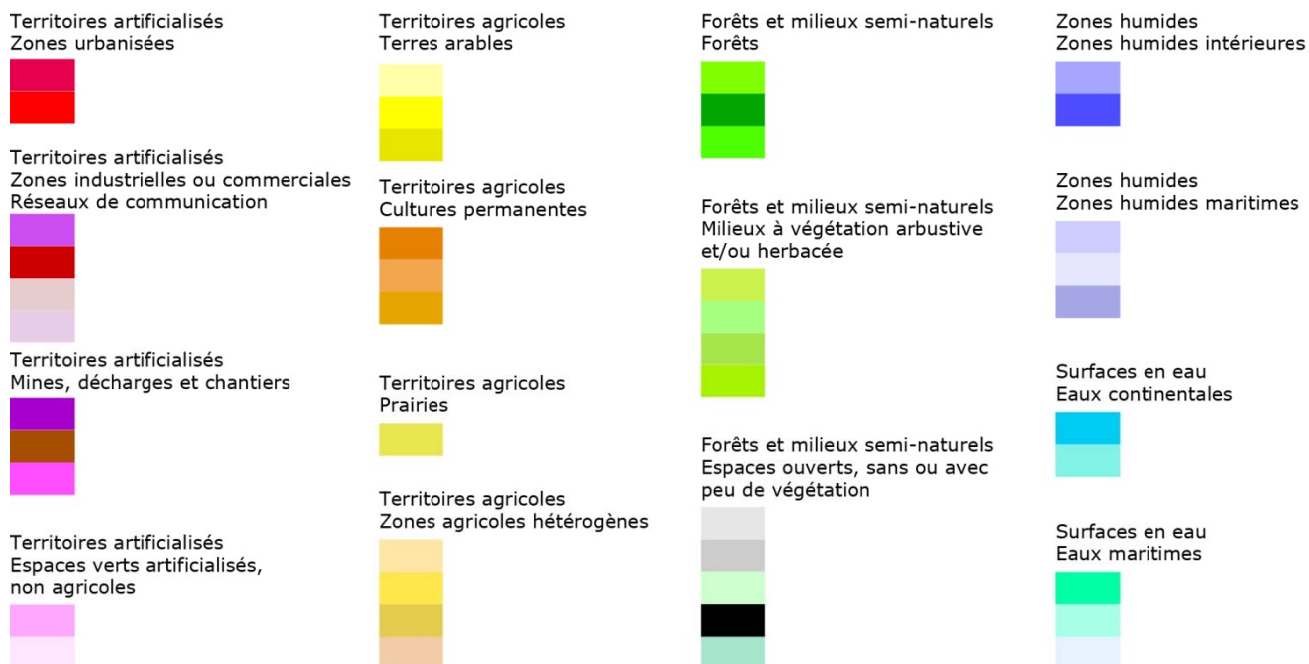 Territoires artificialisés
Zones urbanisées
Territoires artificialisés
Zones industrielles ou commerciales
Réseaux de communication
Territoires artificialisés
Mines, décharges et chantiers
Territoires artificialisés
Espaces verts artificialisés,
non agricoles
Territoires agricoles
Terres arables
Territoires agricoles
Cultures permanentes
Territoires agricoles
Prairies
Territoires agricoles
Zones agricoles hétérogènes
Forêts et milieux semi-naturels
Forêts
Forêts et milieux semi-naturels
Milieux à végétation arbustive
et/ou herbacée
Forêts et milieux semi-naturels
Espaces ouverts, sans ou avec
peu de végétation
Zones humides
Zones humides intérieures
Zones humides
Zones humides maritimes
Surfaces en eau
Eaux continentales
Surfaces en eau
Eaux maritimes